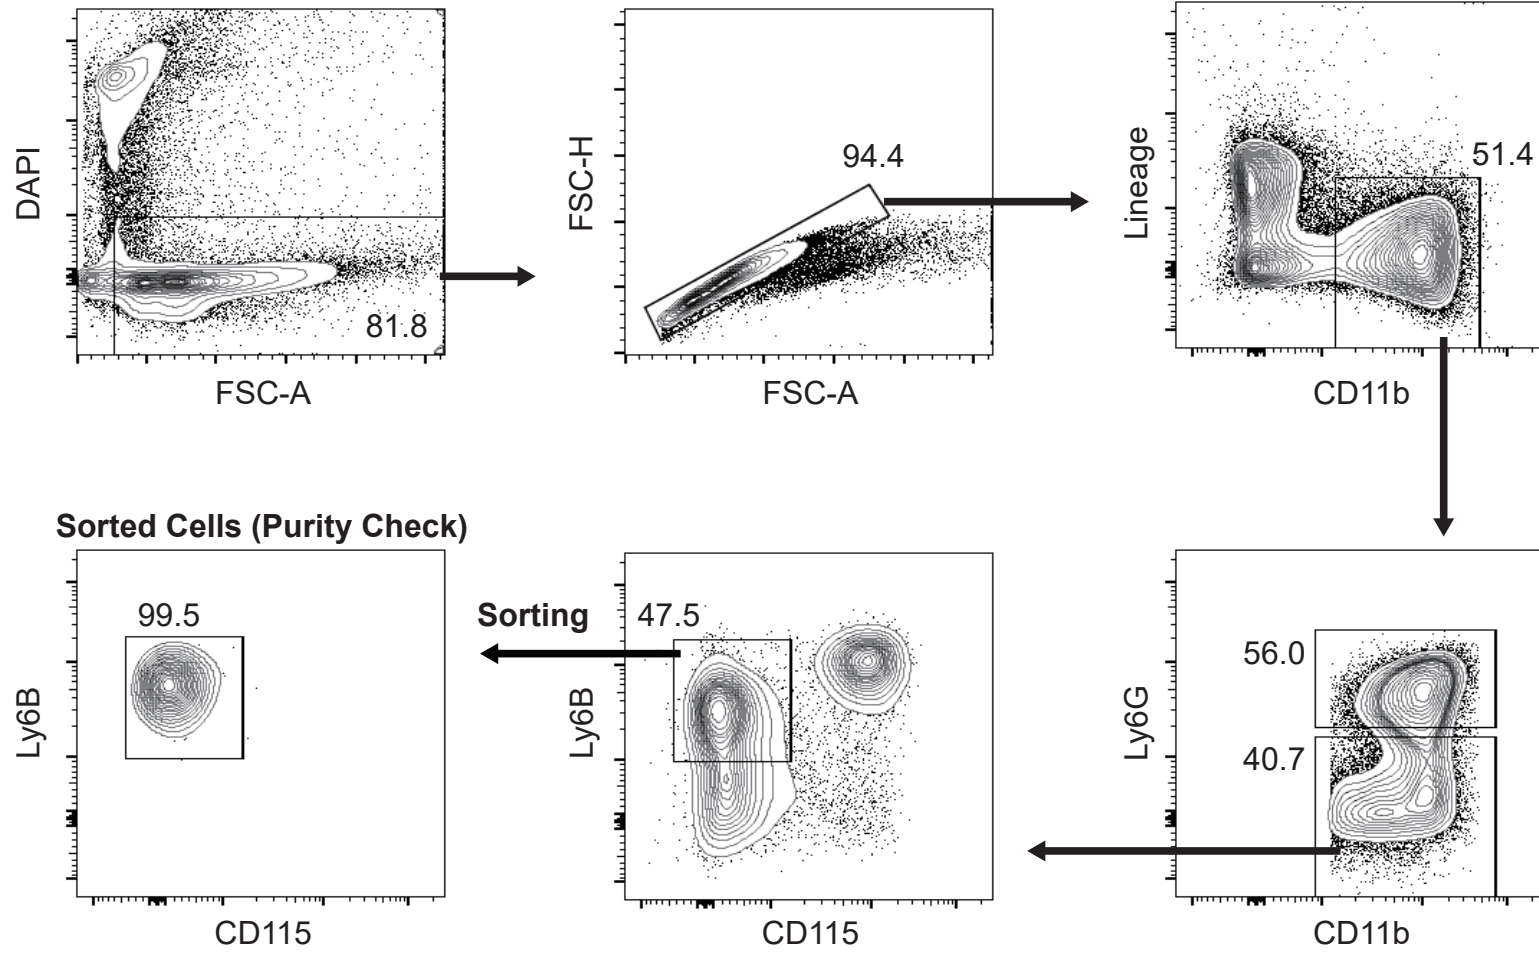 DAPI
81.8
FSC-A
FSC-H
94.4
FSC-A
Lineage
51.4
CD11b
Sorted Cells (Purity Check)
99.5
Ly6B
CD115
Sorting
47.5
Ly6B
CD115
56.0
40.7
Ly6G
CD11b